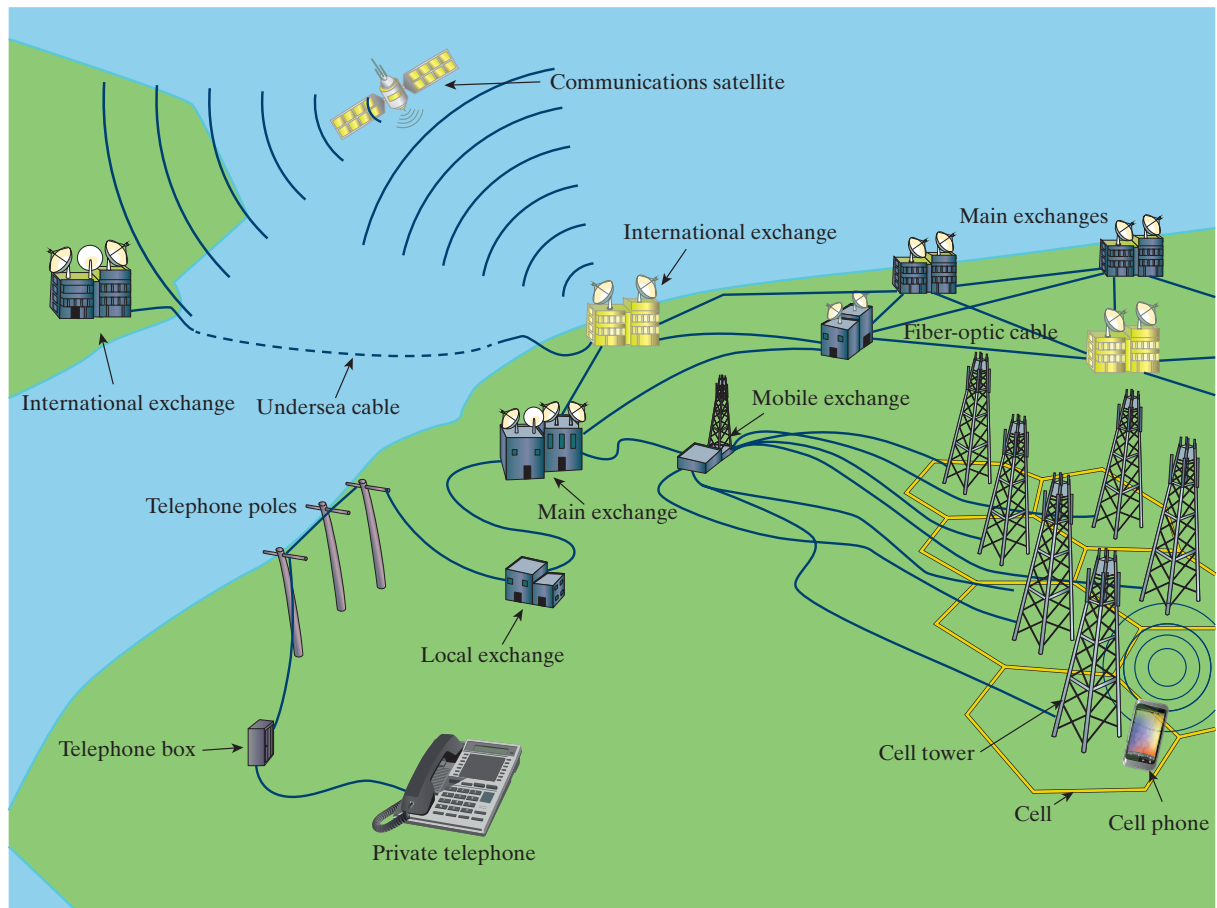 Communications satellite
Main exchanges
International exchange
Fiber-optic cable
International exchange
Undersea cable
Mobile exchange
Telephone poles
Main exchange
Local exchange
Telephone box
Cell tower
Cell
Cell phone
Private telephone